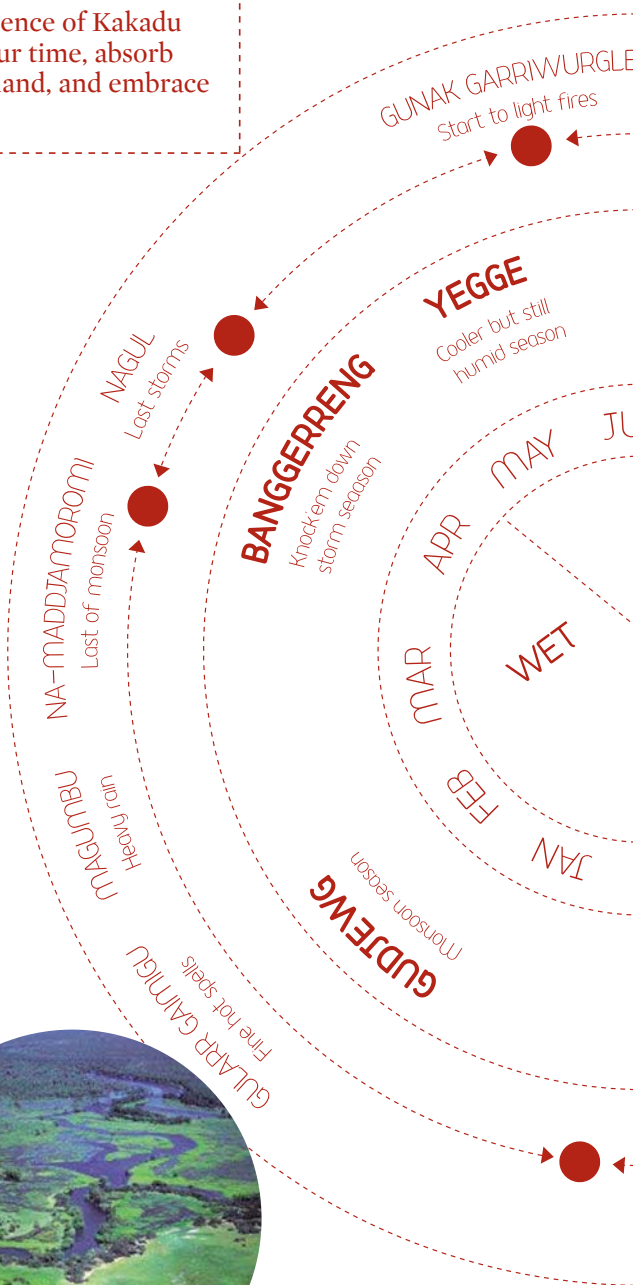 ence of Kakadu
ur time, absorb
land, and embrace
GUNAK GARRIWURGLE
Start to light fires
NAGUL
Last storms
NA-MADDJAMOROMI
Last of monsoon
MAGUMBU
Heavy rain
GULARR GAIMIGU
Fine hot spells
YEGGE
Cooler but still
humid season
BANGGERRENG
Knock'em down
storm season
GUDJEWG
Monsoon season
JU
MAY
APR
MAR
FEB
JAN
WET